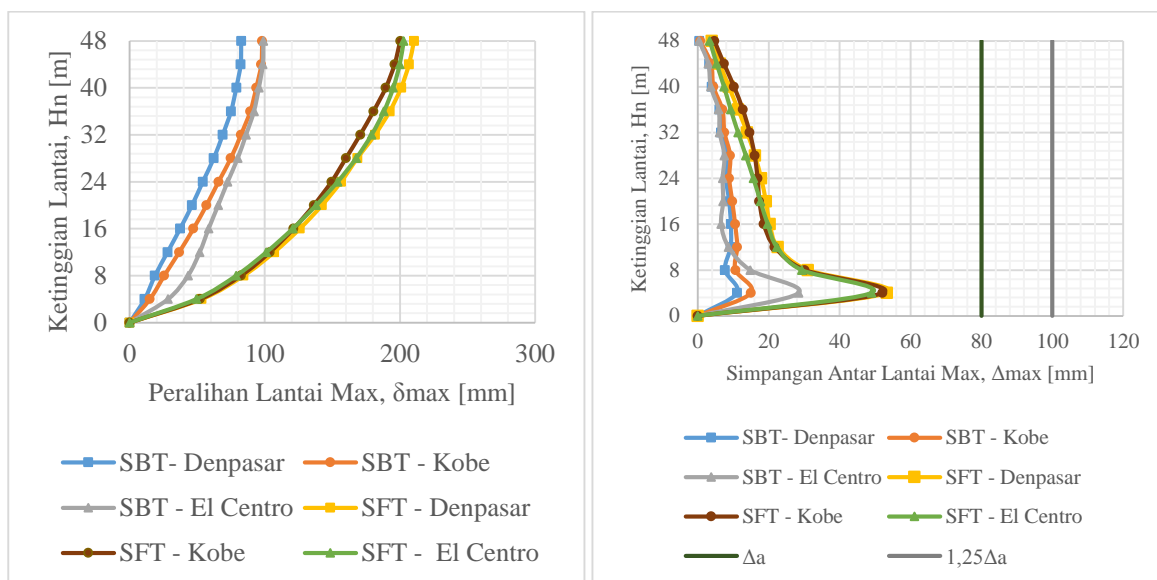 48
40
32
24
16
8
0
0 100 200 300
Ketinggian Lantai, Hn [m]
Peralihan Lantai Max, δmax [mm]
SBT- Denpasar
SBT - Kobe
SBT - El Centro
SFT - Denpasar
SFT - Kobe
SFT - El Centro
48
40
32
24
16
8
0
0 20 40 60 80 100 120
Ketinggian Lantai, Hn [m]
Simpangan Antar Lantai Max, Δmax [mm]
SBT- Denpasar
SBT - Kobe
SBT - El Centro
SFT - Denpasar
SFT - Kobe
SFT - El Centro
Δa
1,25Δa